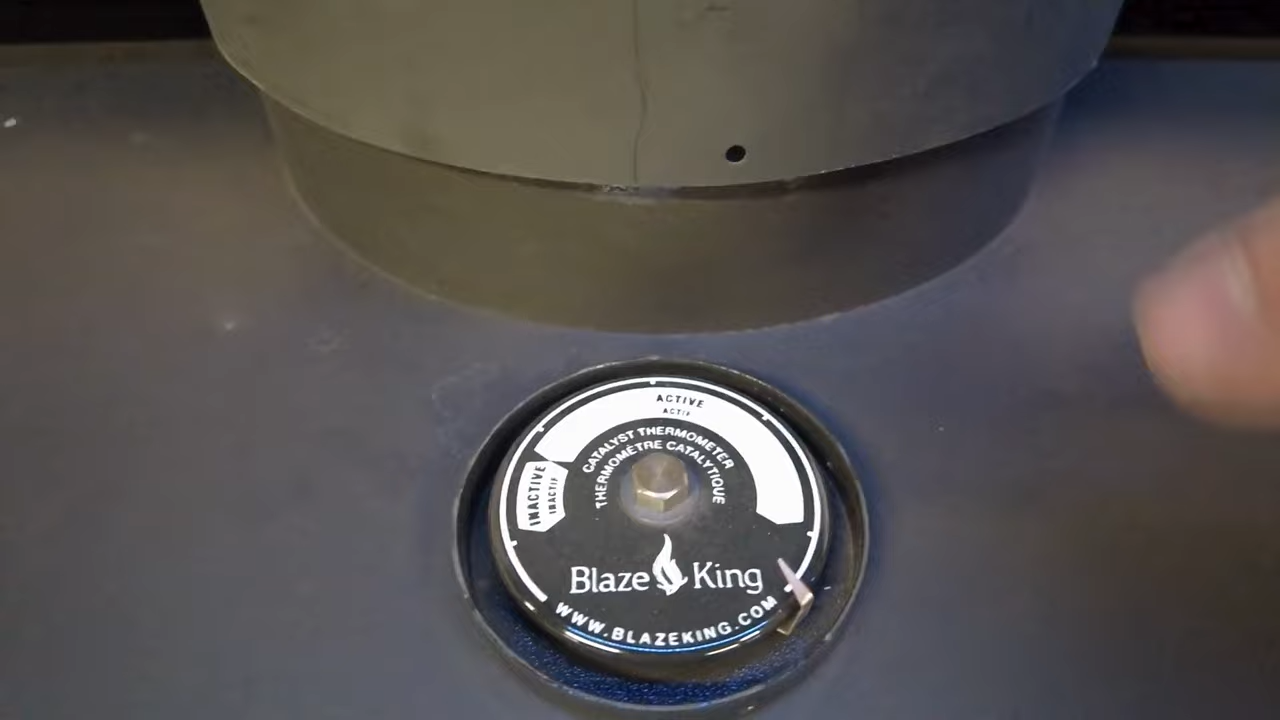 ACTIVE
ACTIF
CATALYST THERMOMETER
THERMOMÈTRE CATALYTIQUE
INACTIVE
INACTIF
Blaze King
WWW.BLAZEKING.COM